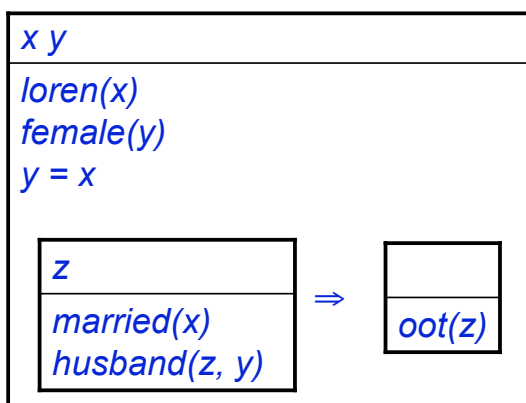 x y
loren(x)
female(y)
y = x
z
married(x)
husband(z, y)
⇒
oot(z)